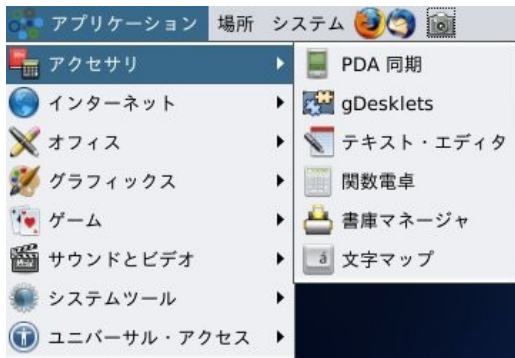 アプリケーション 場所 システム
アクセサリ
インターネット
オフィス
グラフィックス
ゲーム
サウンドとビデオ
システムツール
ユニバーサル・アクセス
PDA 同期
gDesklets
テキスト・エディタ
関数電卓
書庫マネージャ
文字マップ